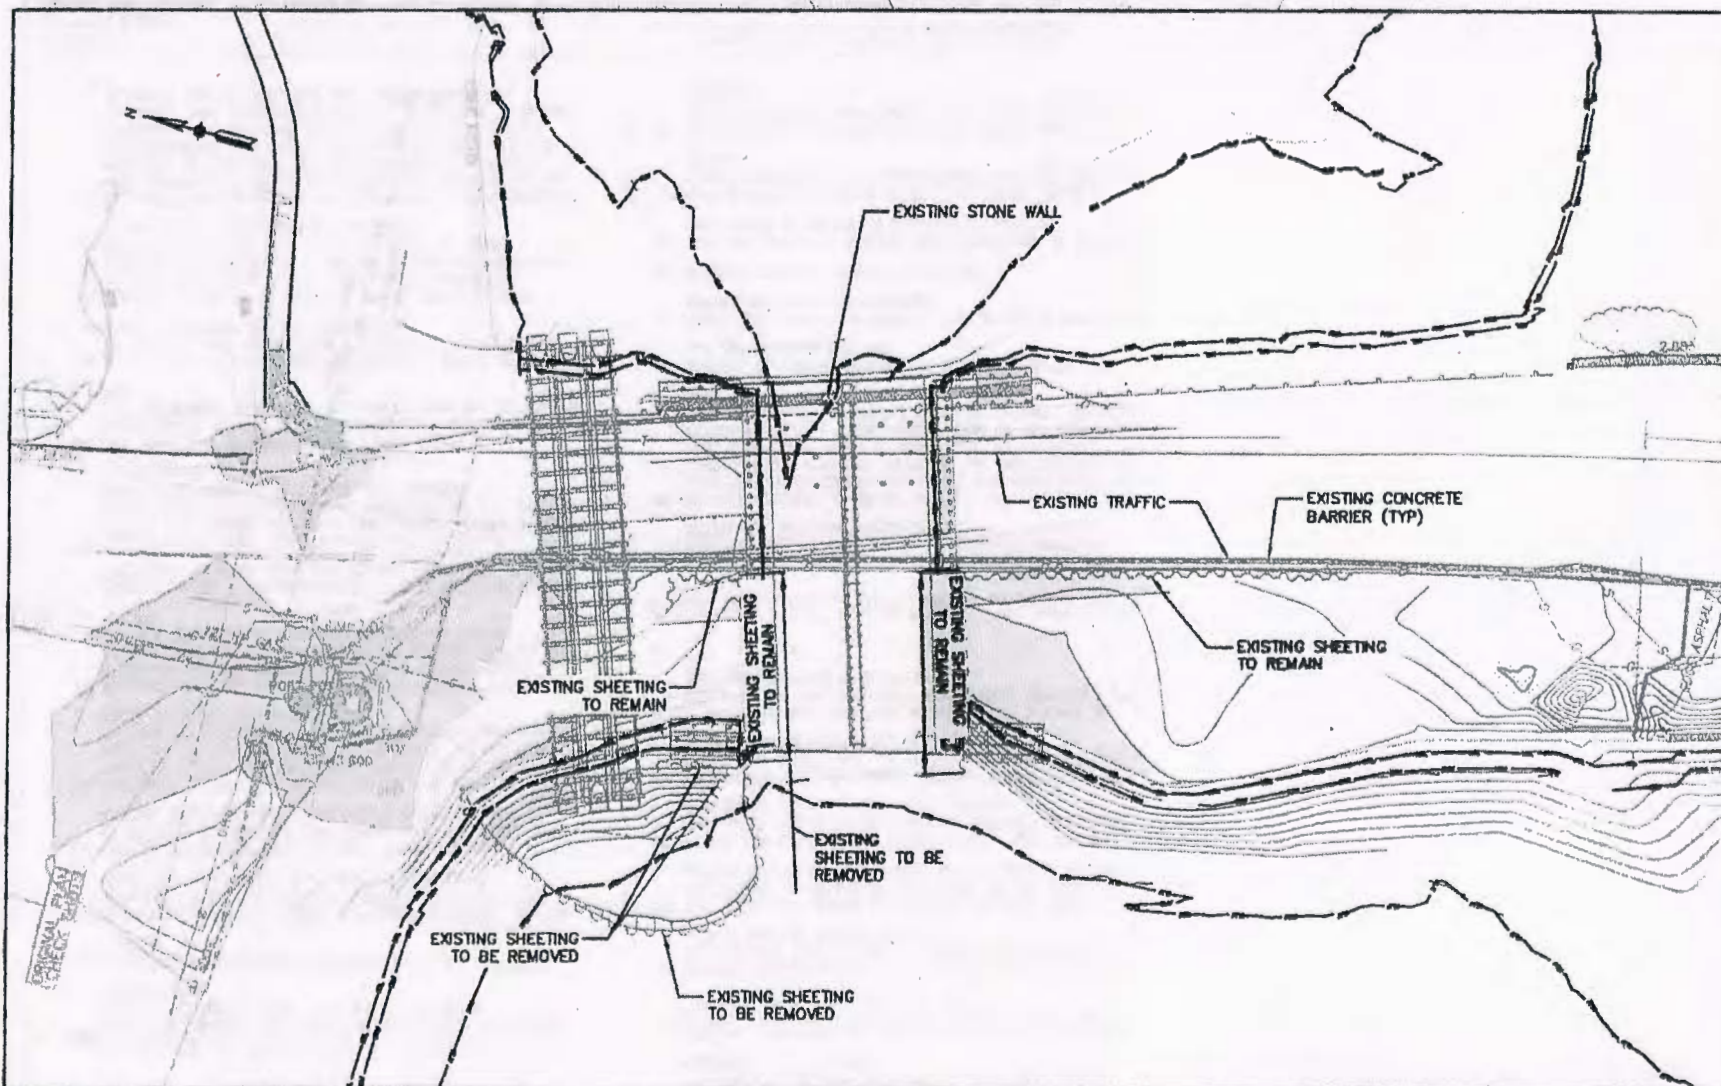 N
EXISTING STONE WALL
EXISTING TRAFFIC
EXISTING CONCRETE
BARRIER (TYP)
EXISTING SHEETING
TO REMAIN
EXISTING SHEETING
TO REMAIN
EXISTING SHEETING
TO REMAIN
EXISTING SHEETING
TO REMAIN
ASPHALT
EXISTING
SHEETING TO BE
REMOVED
EXISTING SHEETING
TO BE REMOVED
EXISTING SHEETING
TO BE REMOVED
ORIGINAL PLAN